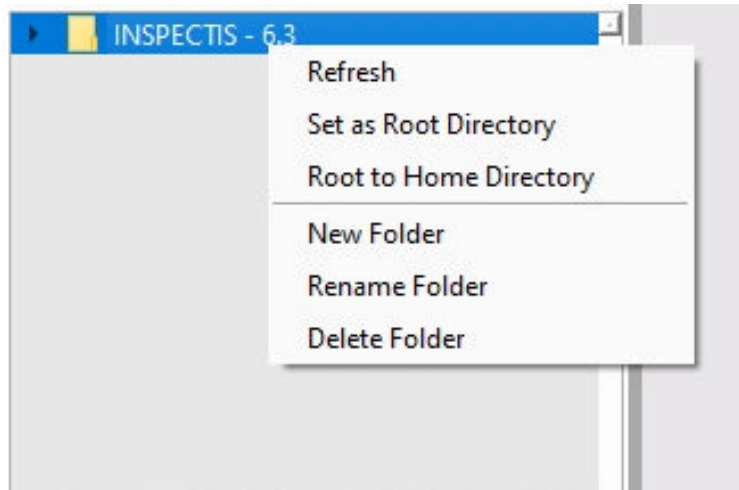 INSPECTIS - 6.3
Refresh
Set as Root Directory
Root to Home Directory
New Folder
Rename Folder
Delete Folder